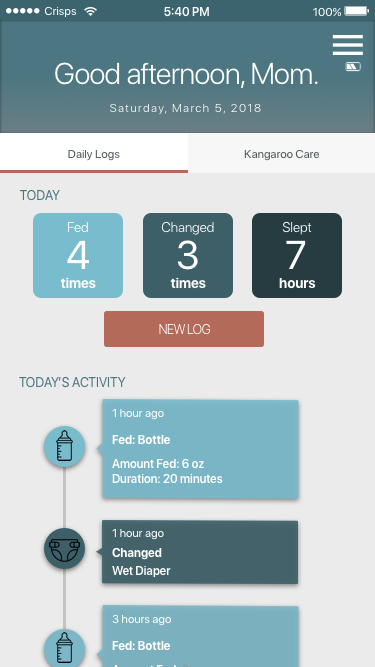 Crisps 5:40 PM 100%
Good afternoon, Mom.
Saturday, March 5, 2018
Daily Logs Kangaroo Care
TODAY
Fed Changed Slept
4 3 7
times times hours
NEW LOG
TODAY'S ACTIVITY
1 hour ago
Fed: Bottle
Amount Fed: 6 oz
Duration: 20 minutes
1 hour ago
Changed
Wet Diaper
3 hours ago
Fed: Bottle